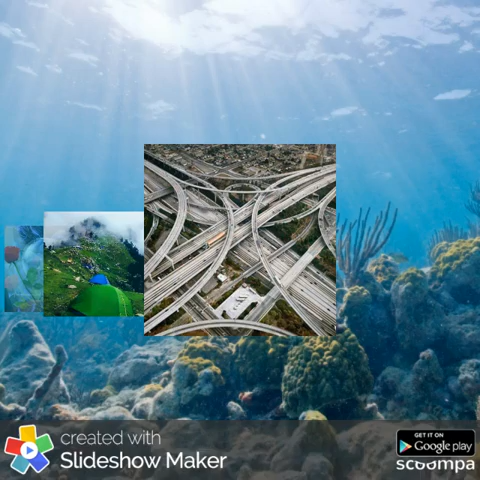 created with
Slideshow Maker
GET IT ON
Google play
scoompa